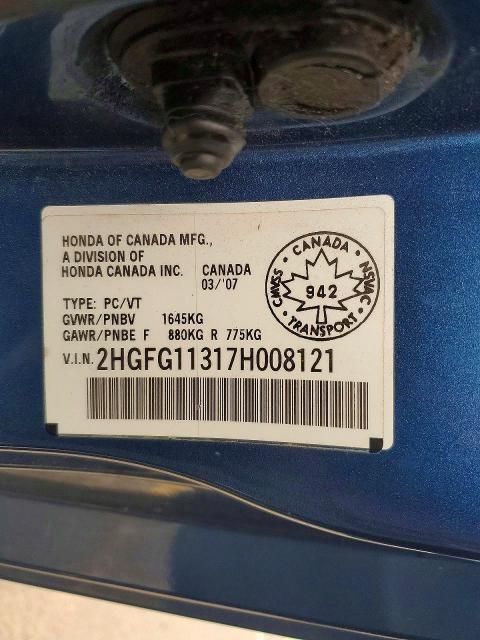 HONDA OF CANADA MFG.,
A DIVISION OF
HONDA CANADA INC. CANADA
03/'07
TYPE: PC/VT
GVWR/PNBV 1645KG
GAWR/PNBE F 880KG R 775KG
V.I.N. 2HGFG11317H008121
CANADA
CMVSS 942 NSVAC
TRANSPORT